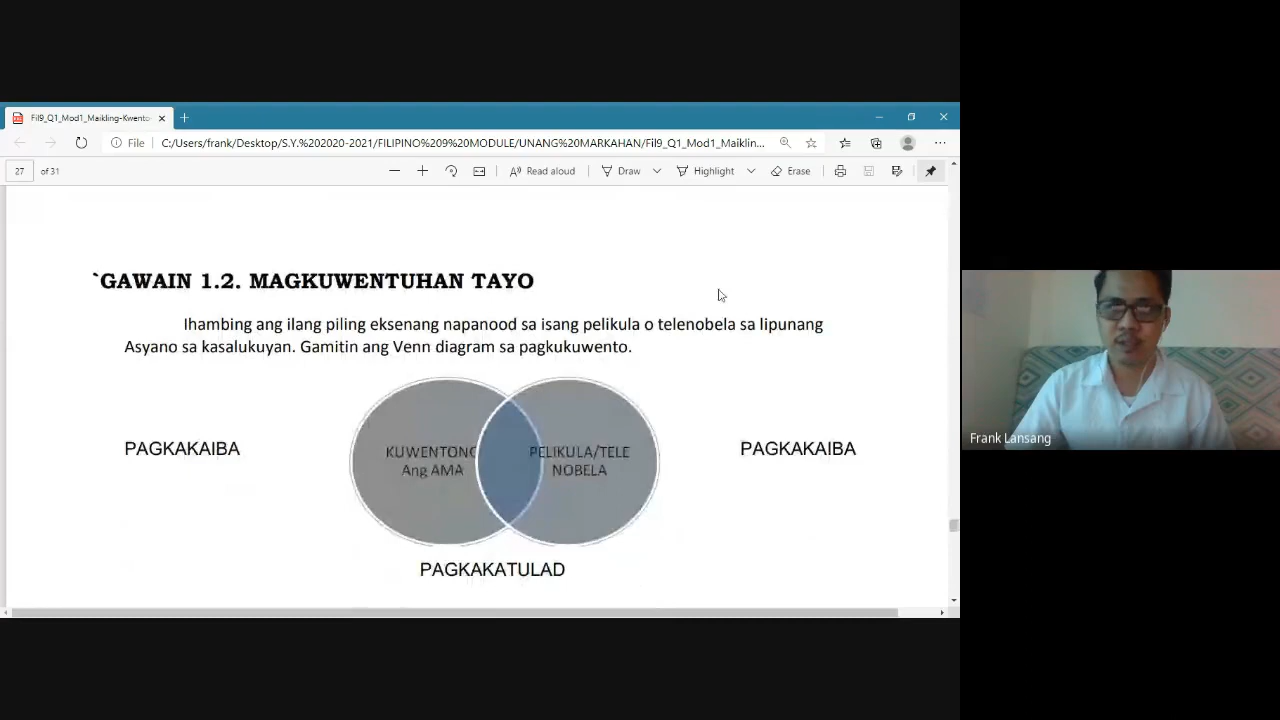 Fil9_Q1_Mod1_Maikling-Kwento
File
C:/Users/frank/Desktop/S.Y.%202020-2021/FILIPINO%209%20MODULE/UNANG%20MARKAHAN/Fil9_Q1_Mod1_Maiklin...
27 of 31
Read aloud
Draw
Highlight
Erase
`GAWAIN 1.2. MAGKUWENTUHAN TAYO
Ihambing ang ilang piling eksenang napanood sa isang pelikula o telenobela sa lipunang
Asyano sa kasalukuyan. Gamitin ang Venn diagram sa pagkukuwento.
PAGKAKAIBA
KUWENTONG
Ang AMA
PELIKULA/TELE
NOBELA
PAGKAKAIBA
PAGKAKATULAD
Frank Lansang